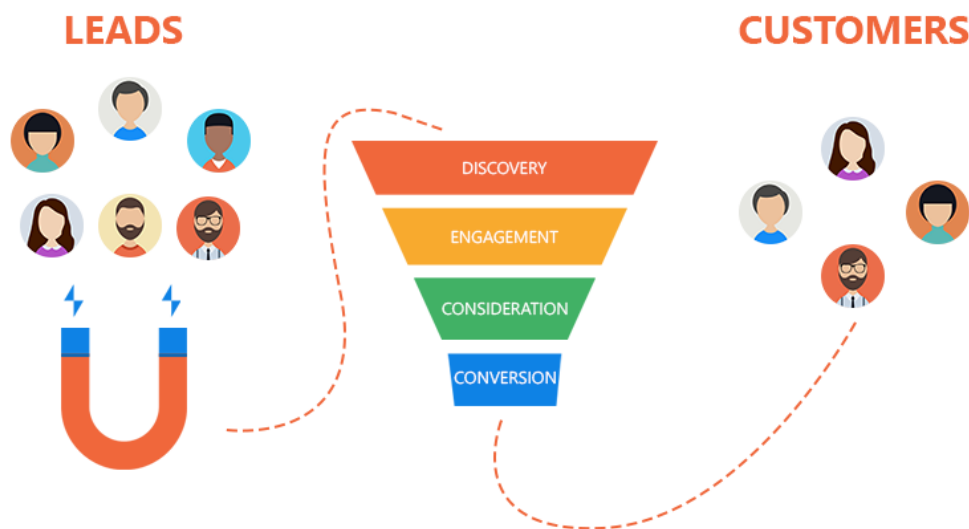 LEADS
CUSTOMERS
DISCOVERY
ENGAGEMENT
CONSIDERATION
CONVERSION